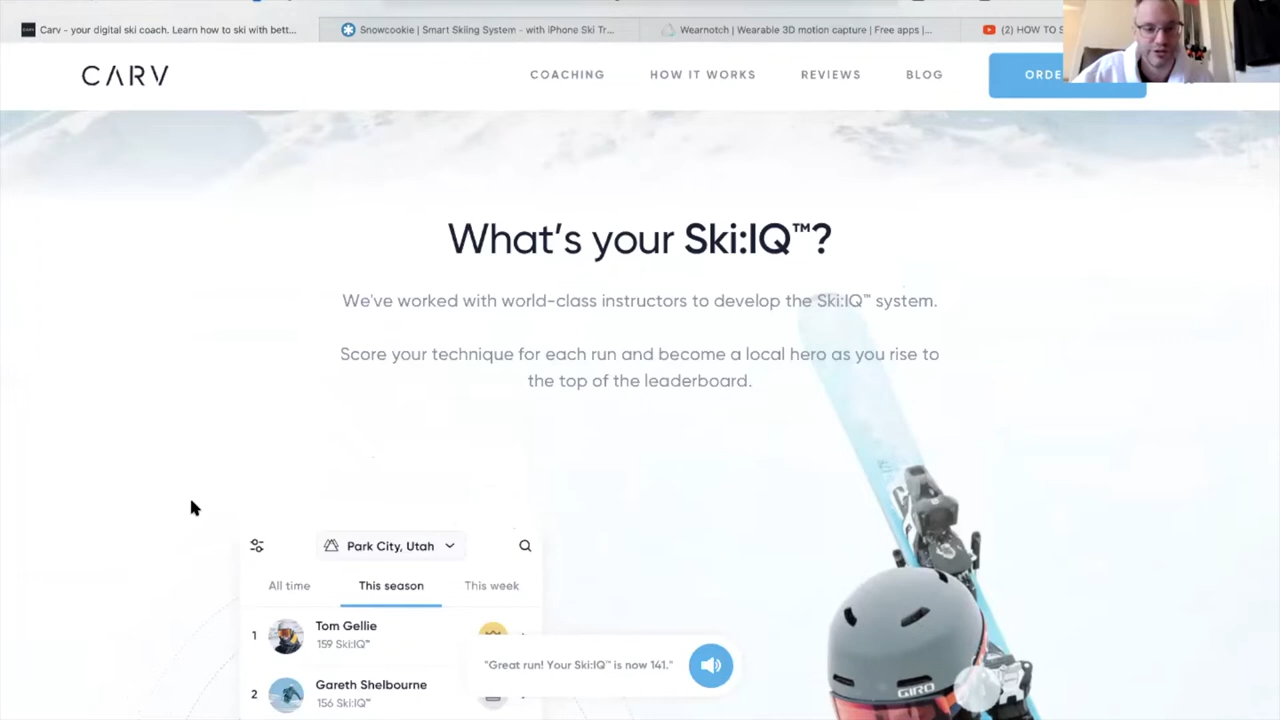 Carv - your digital ski coach. Learn how to ski with bett...
Snowcookie | Smart Skiing System - with iPhone Ski Tr...
Wearnotch | Wearable 3D motion capture | Free apps |...
(2) HOW TO S
CARV
COACHING
HOW IT WORKS
REVIEWS
BLOG
ORDE
What's your Ski:IQ™?
We've worked with world-class instructors to develop the Ski:IQ™ system.
Score your technique for each run and become a local hero as you rise to
the top of the leaderboard.
Park City, Utah
All time
This season
This week
1
Tom Gellie
159 Ski:IQ™
"Great run! Your Ski:IQ™ is now 141."
2
Gareth Shelbourne
156 Ski:IQ™
GIRO